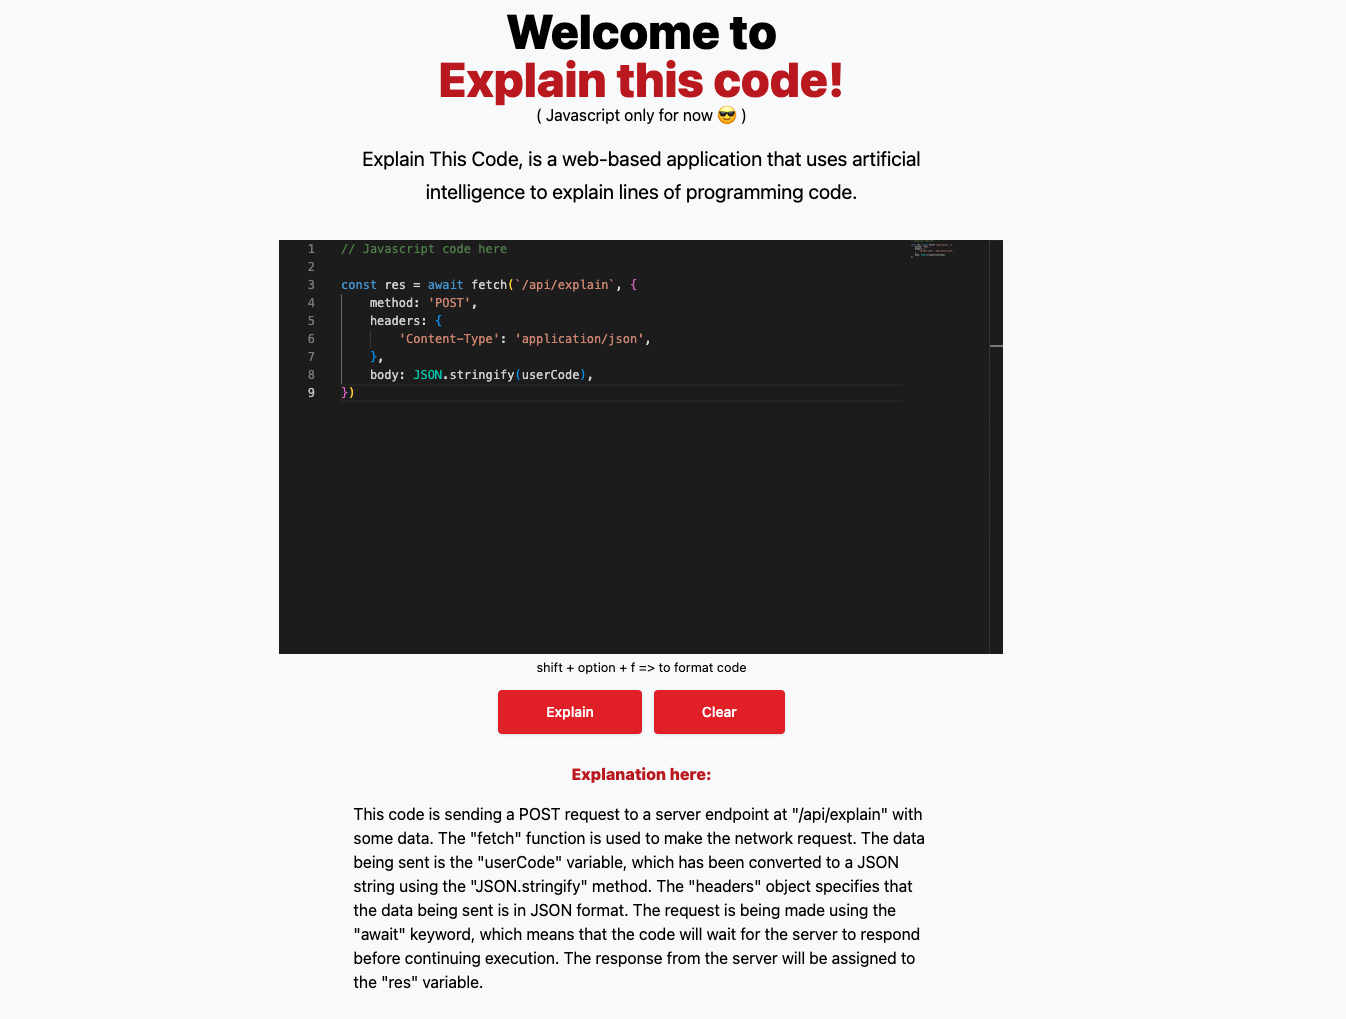 Welcome to
Explain this code!
( Javascript only for now 😎 )
Explain This Code, is a web-based application that uses artificial
intelligence to explain lines of programming code.
1 // Javascript code here
2
3 const res = await fetch(`/api/explain`, {
4     method: 'POST',
5     headers: {
6         'Content-Type': 'application/json',
7     },
8     body: JSON.stringify(userCode),
9 })
shift + option + f => to format code
Explain Clear
Explanation here:
This code is sending a POST request to a server endpoint at "/api/explain" with
some data. The "fetch" function is used to make the network request. The data
being sent is the "userCode" variable, which has been converted to a JSON
string using the "JSON.stringify" method. The "headers" object specifies that
the data being sent is in JSON format. The request is being made using the
"await" keyword, which means that the code will wait for the server to respond
before continuing execution. The response from the server will be assigned to
the "res" variable.